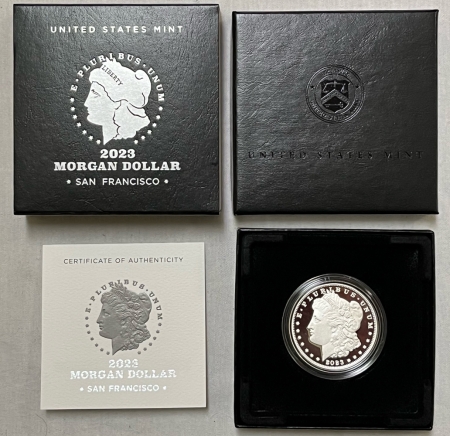 UNITED STATES MINT
E·PLURIBUS·UNUM
LIBERTY
2023
MORGAN DOLLAR
• SAN FRANCISCO •
UNITED STATES MINT
CERTIFICATE OF AUTHENTICITY
E·PLURIBUS·UNUM
2023
MORGAN DOLLAR
• SAN FRANCISCO •
E·PLURIBUS·UNUM
2023